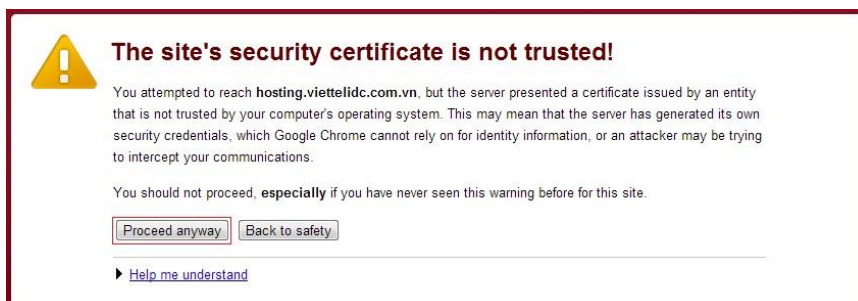 The site's security certificate is not trusted!
You attempted to reach hosting.viettelidc.com.vn, but the server presented a certificate issued by an entity
that is not trusted by your computer's operating system. This may mean that the server has generated its own
security credentials, which Google Chrome cannot rely on for identity information, or an attacker may be trying
to intercept your communications.
You should not proceed, especially if you have never seen this warning before for this site.
Proceed anyway Back to safety
Help me understand